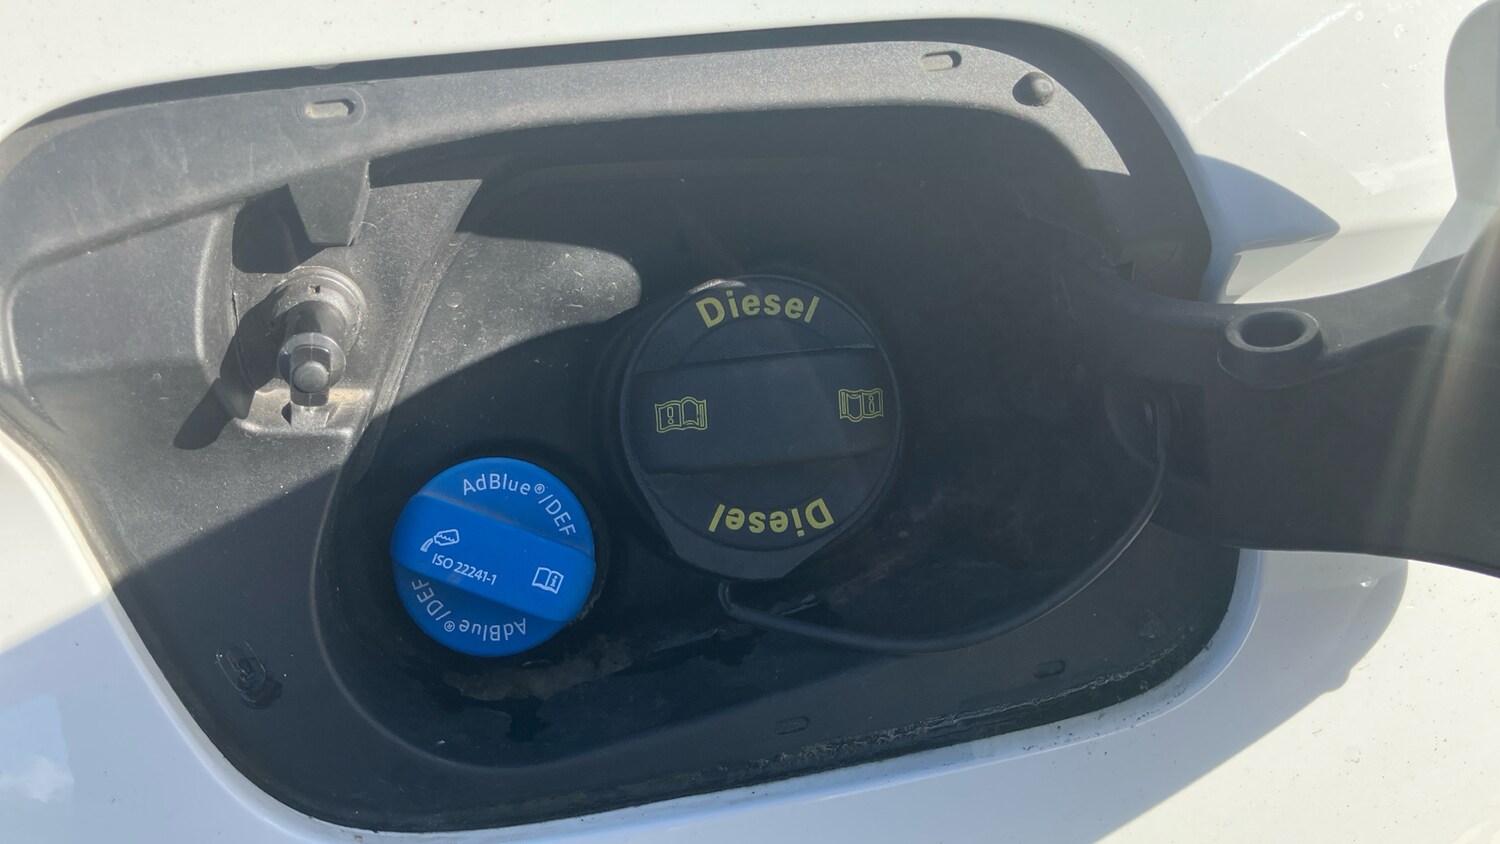 Diesel
Diesel
AdBlue®/DEF
ISO 22241-1
AdBlue®/DEF